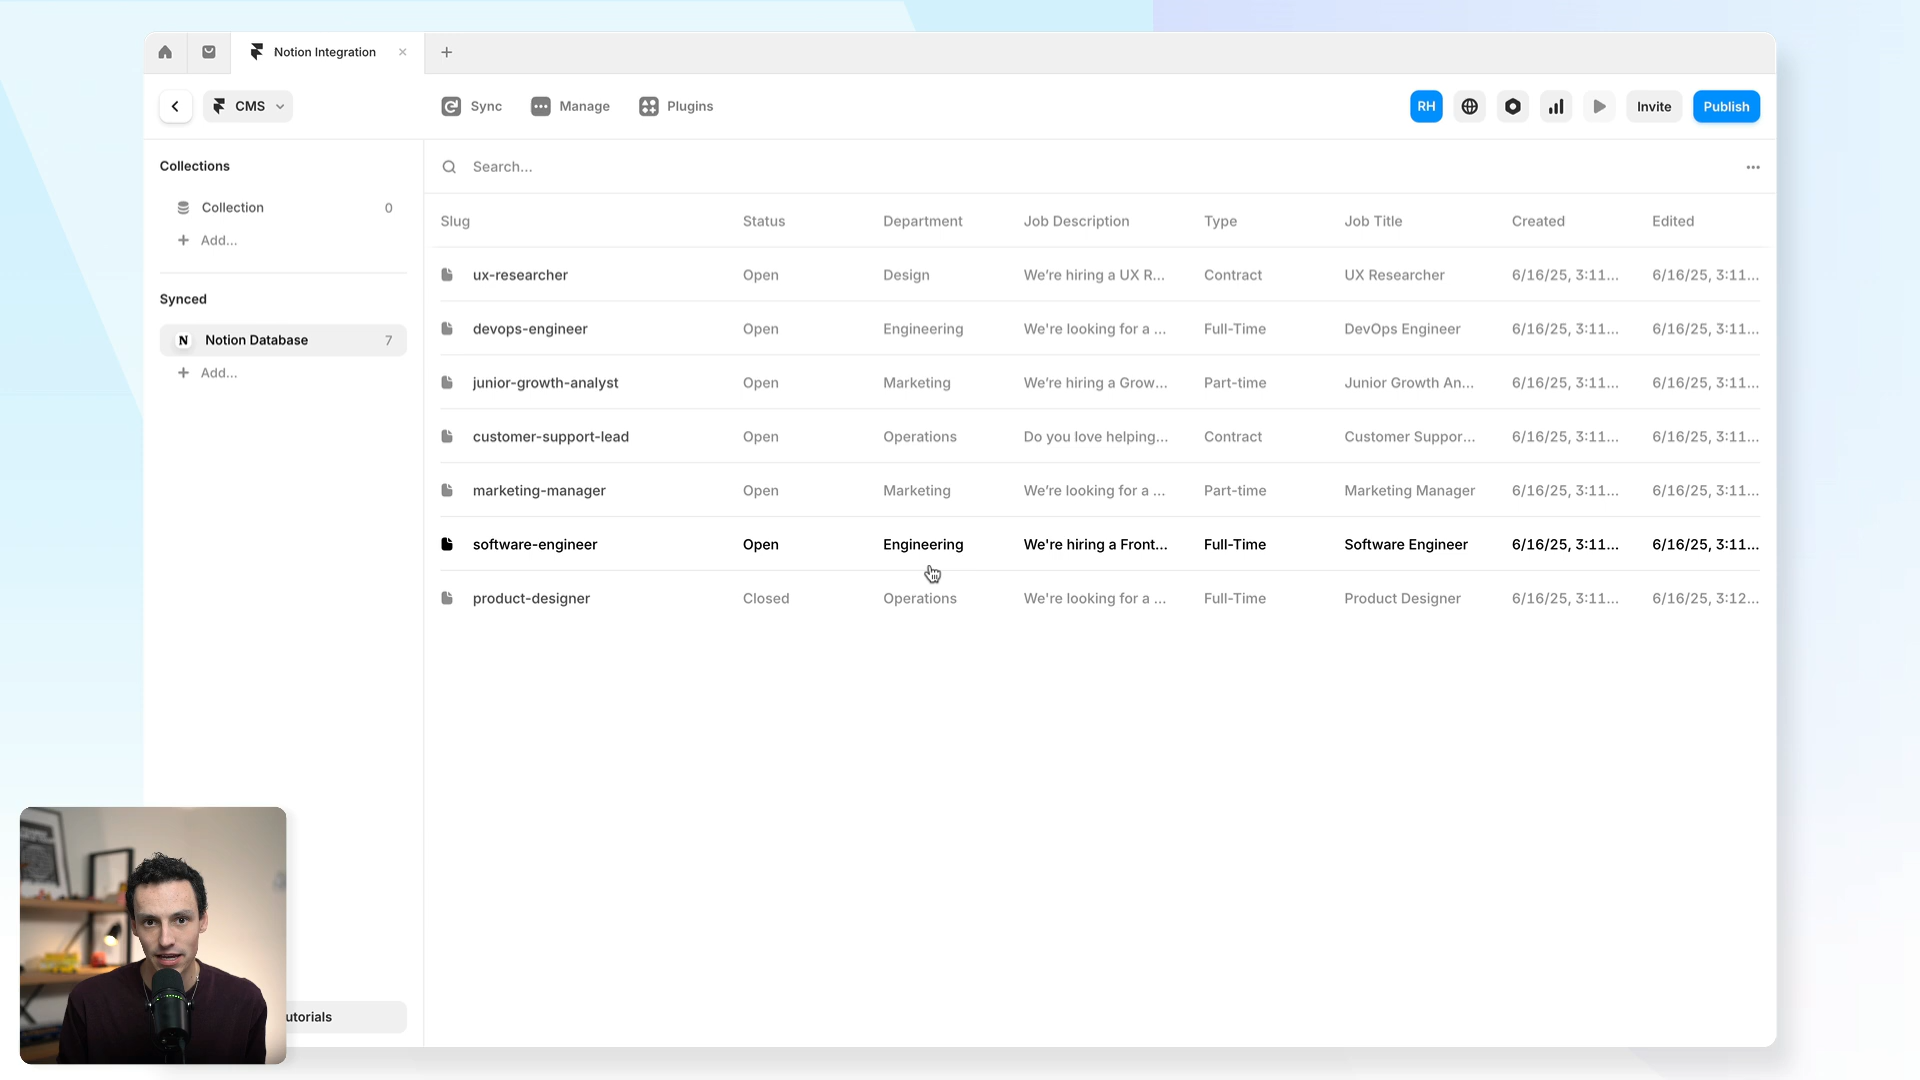 Notion Integration
CMS
Sync
Manage
Plugins
RH
Invite
Publish
Collections
Collection 0
Add...
Synced
N Notion Database 7
Add...
utorials
Search...
Slug Status Department Job Description Type Job Title Created Edited
ux-researcher Open Design We’re hiring a UX R... Contract UX Researcher 6/16/25, 3:11... 6/16/25, 3:11...
devops-engineer Open Engineering We're looking for a ... Full-Time DevOps Engineer 6/16/25, 3:11... 6/16/25, 3:11...
junior-growth-analyst Open Marketing We’re hiring a Grow... Part-time Junior Growth An... 6/16/25, 3:11... 6/16/25, 3:11...
customer-support-lead Open Operations Do you love helping... Contract Customer Suppor... 6/16/25, 3:11... 6/16/25, 3:11...
marketing-manager Open Marketing We’re looking for a ... Part-time Marketing Manager 6/16/25, 3:11... 6/16/25, 3:11...
software-engineer Open Engineering We're hiring a Front... Full-Time Software Engineer 6/16/25, 3:11... 6/16/25, 3:11...
product-designer Closed Operations We're looking for a ... Full-Time Product Designer 6/16/25, 3:11... 6/16/25, 3:12...